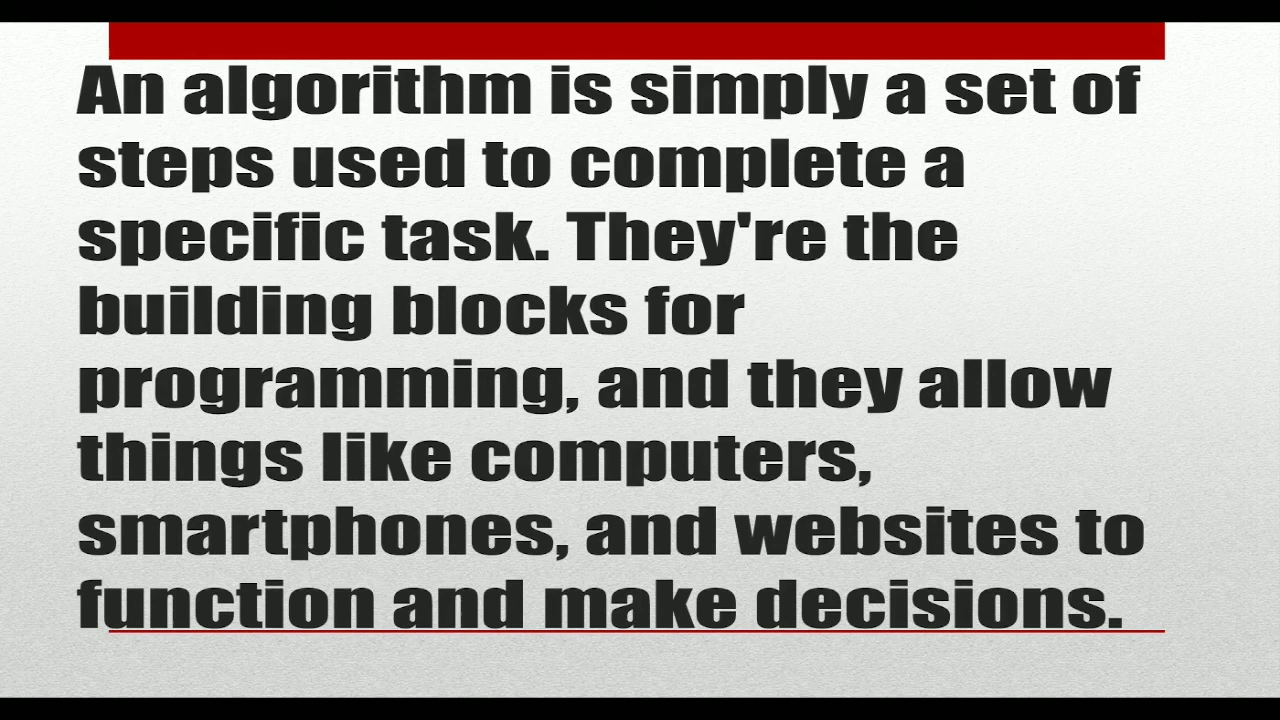 An algorithm is simply a set of
steps used to complete a
specific task. They're the
building blocks for
programming, and they allow
things like computers,
smartphones, and websites to
function and make decisions.